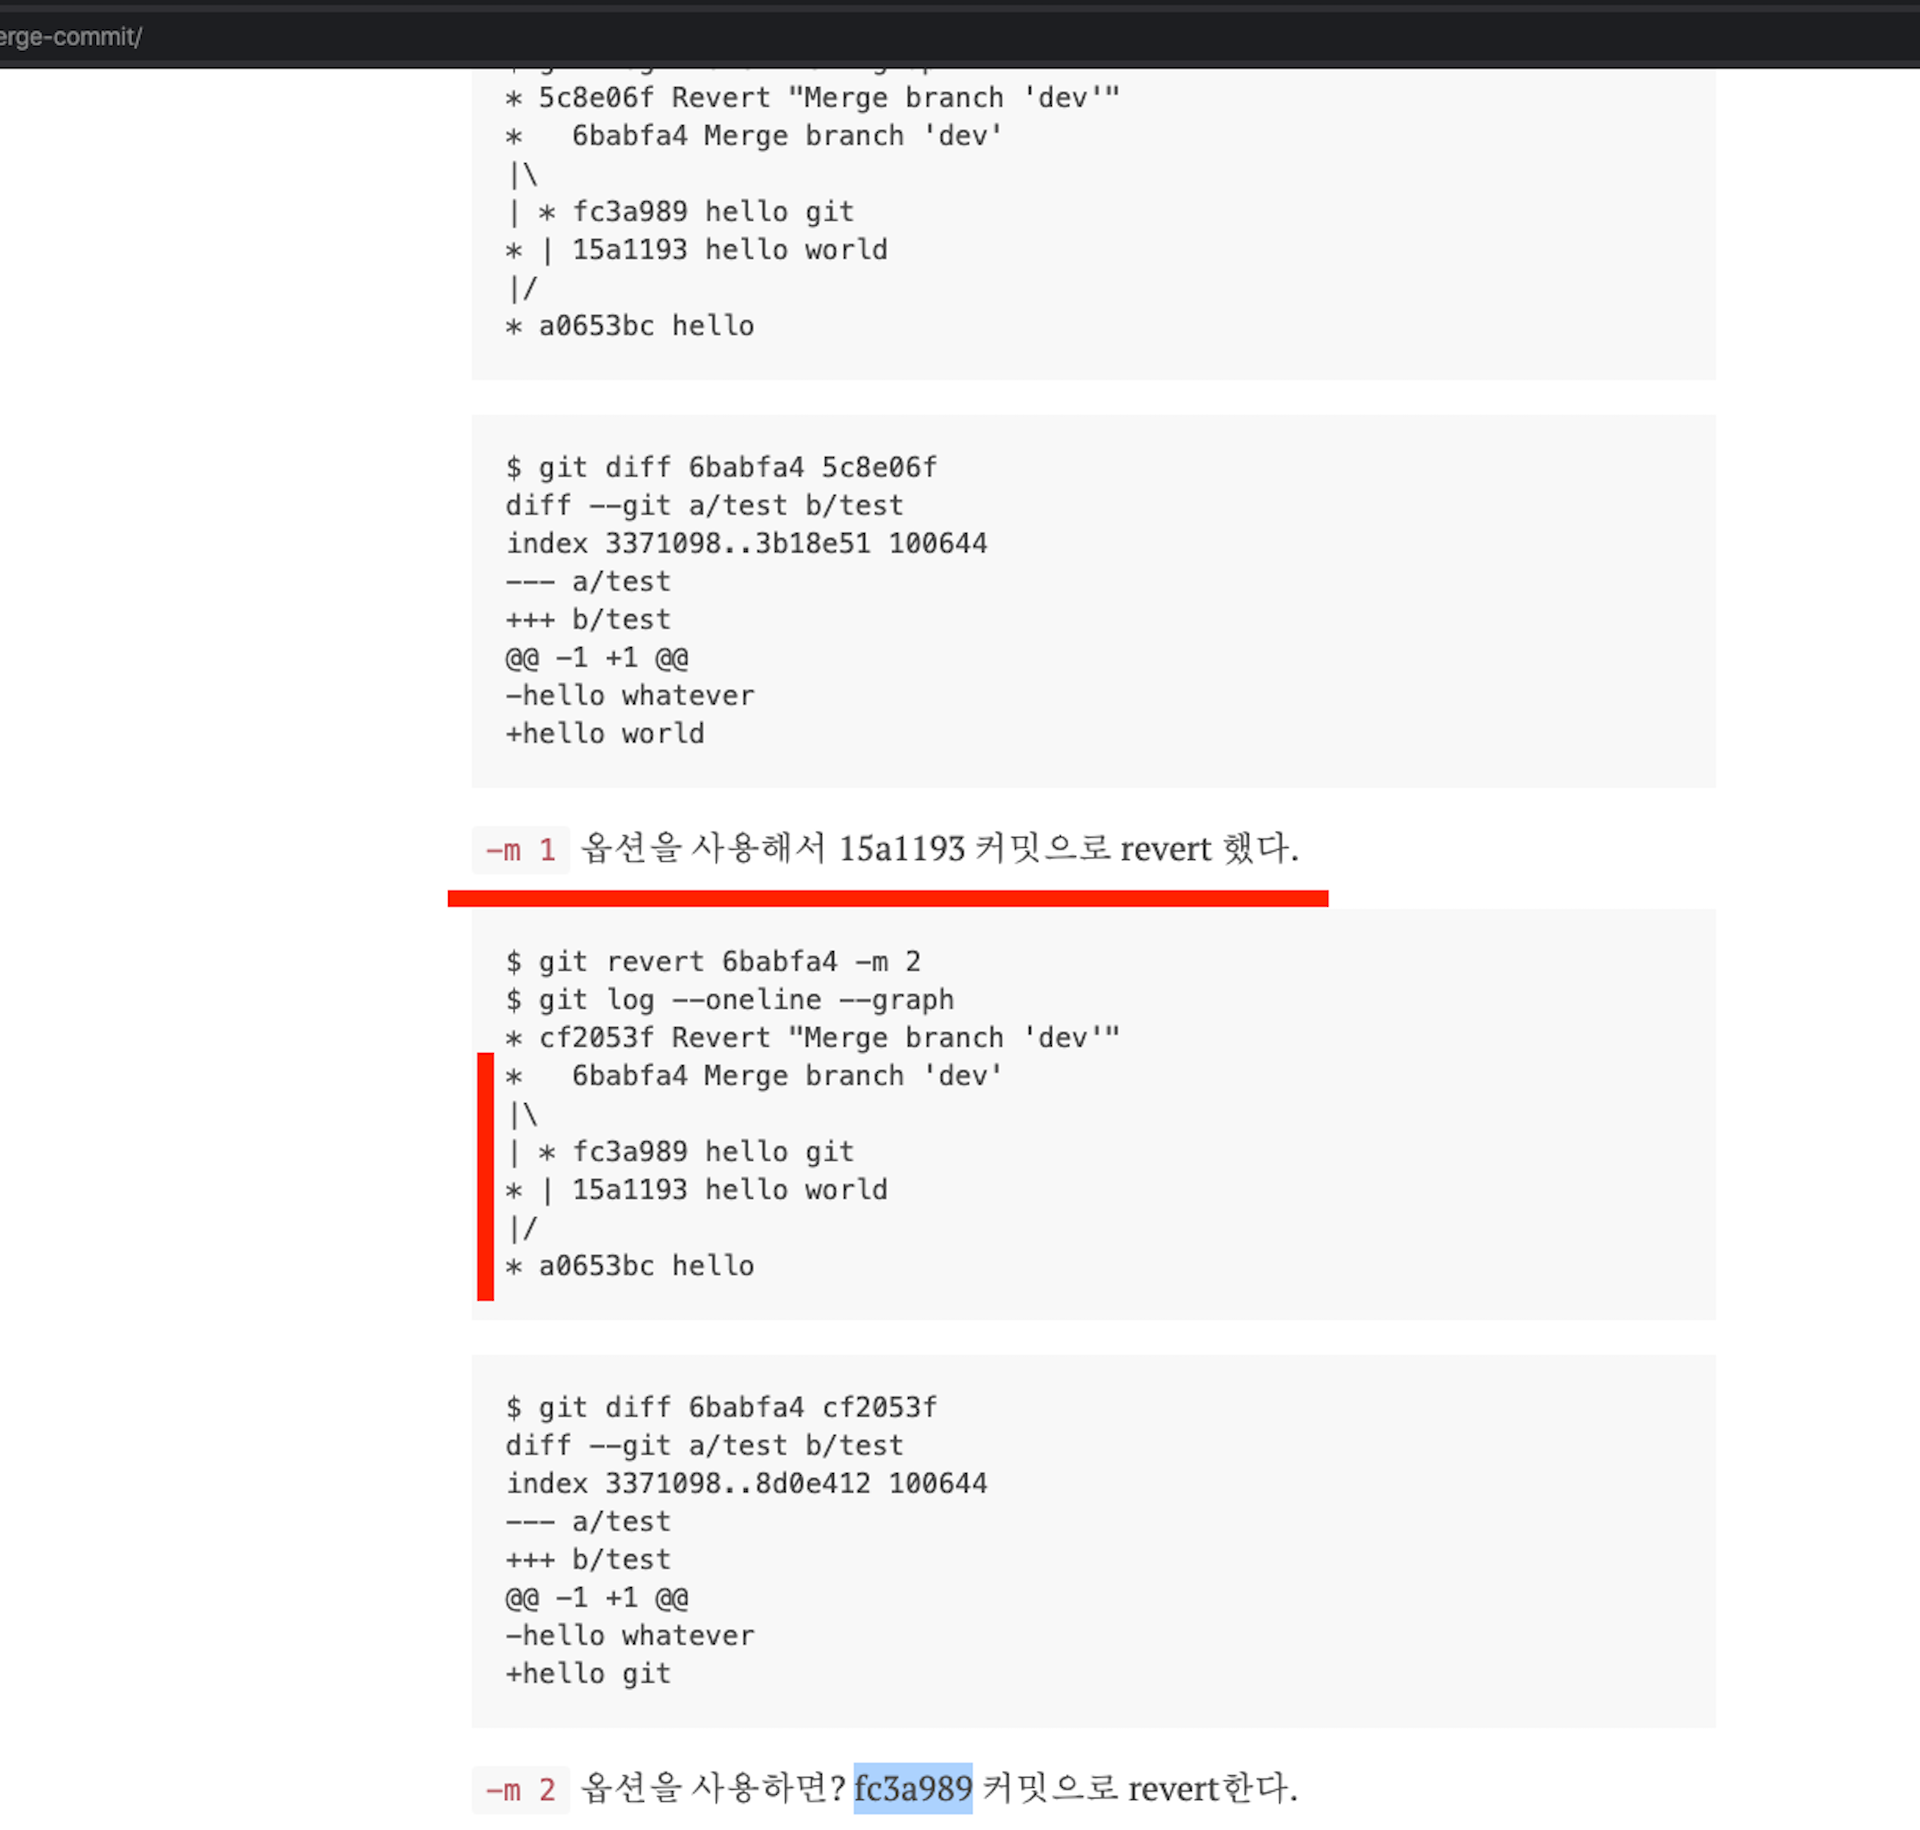 erge-commit/
* 5c8e06f Revert "Merge branch 'dev'"
*   6babfa4 Merge branch 'dev'
|\
| * fc3a989 hello git
* | 15a1193 hello world
|/
* a0653bc hello
$ git diff 6babfa4 5c8e06f
diff --git a/test b/test
index 3371098..3b18e51 100644
--- a/test
+++ b/test
@@ -1 +1 @@
-hello whatever
+hello world
-m 1 옵션을 사용해서 15a1193 커밋으로 revert 했다.
$ git revert 6babfa4 -m 2
$ git log --oneline --graph
* cf2053f Revert "Merge branch 'dev'"
*   6babfa4 Merge branch 'dev'
|\
| * fc3a989 hello git
* | 15a1193 hello world
|/
* a0653bc hello
$ git diff 6babfa4 cf2053f
diff --git a/test b/test
index 3371098..8d0e412 100644
--- a/test
+++ b/test
@@ -1 +1 @@
-hello whatever
+hello git
-m 2 옵션을 사용하면? fc3a989 커밋으로 revert한다.